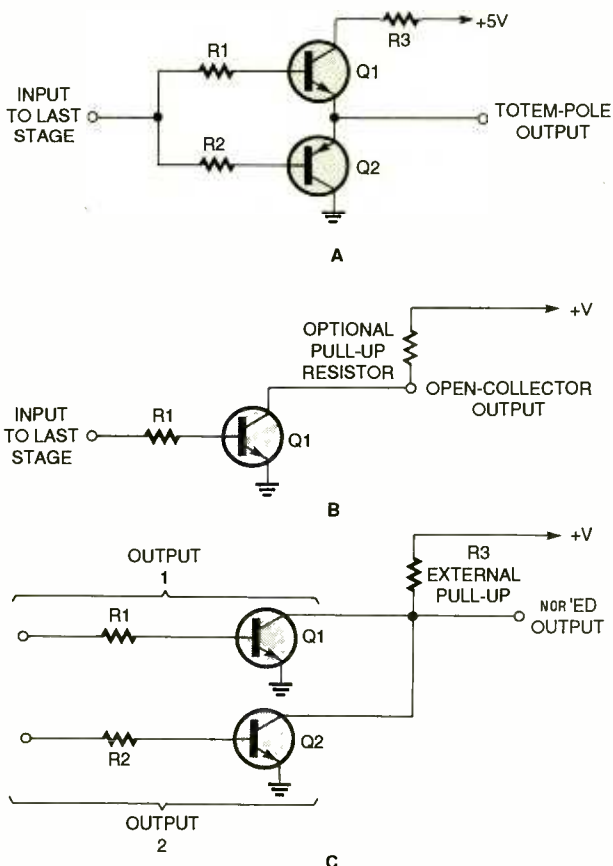 +5V
R3
R1
Q1
INPUT
TO LAST
STAGE
TOTEM-POLE
OUTPUT
R2
Q2
A
+V
OPTIONAL
PULL-UP
RESISTOR
OPEN-COLLECTOR
OUTPUT
INPUT
TO LAST
STAGE
R1
Q1
B
+V
OUTPUT
1
R3
EXTERNAL
PULL-UP
NOR'ED
OUTPUT
R1
Q1
R2
Q2
OUTPUT
2
C